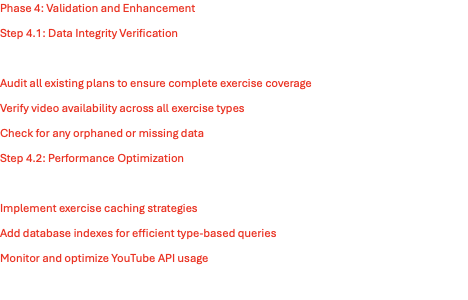 Phase 4: Validation and Enhancement
Step 4.1: Data Integrity Verification
Audit all existing plans to ensure complete exercise coverage
Verify video availability across all exercise types
Check for any orphaned or missing data
Step 4.2: Performance Optimization
Implement exercise caching strategies
Add database indexes for efficient type-based queries
Monitor and optimize YouTube API usage